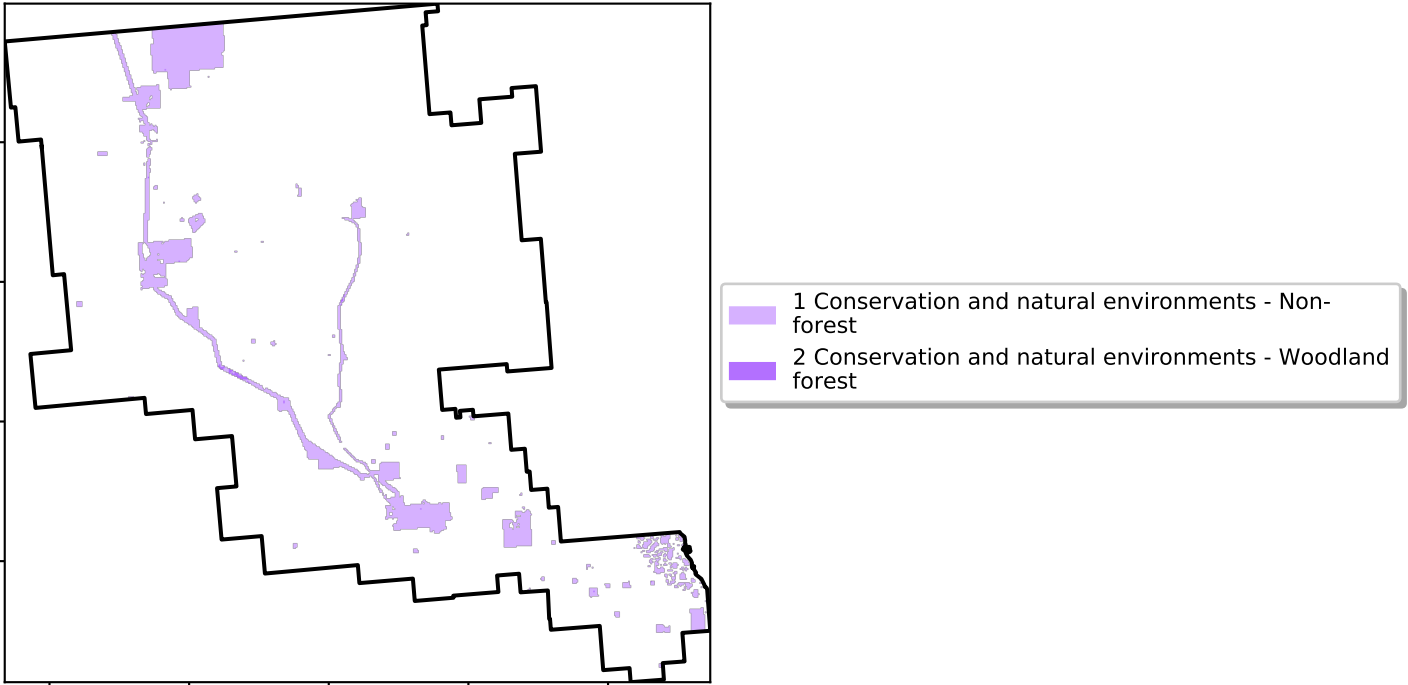 1 Conservation and natural environments - Non-
forest
2 Conservation and natural environments - Woodland
forest